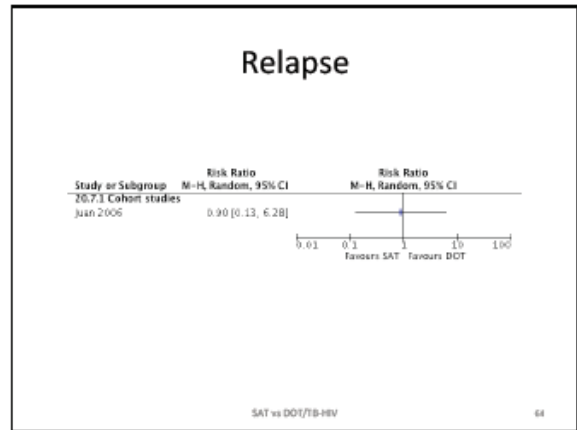 Relapse
Risk Ratio Risk Ratio
Study or Subgroup M-H, Random, 95% CI M-H, Random, 95% CI
20.7.1 Cohort studies
Juan 2006 0.90 [0.13, 6.28]
0.01 0.1 1 10 100
Favours SAT Favours DOT
SAT vs DOT/TB-HIV 64